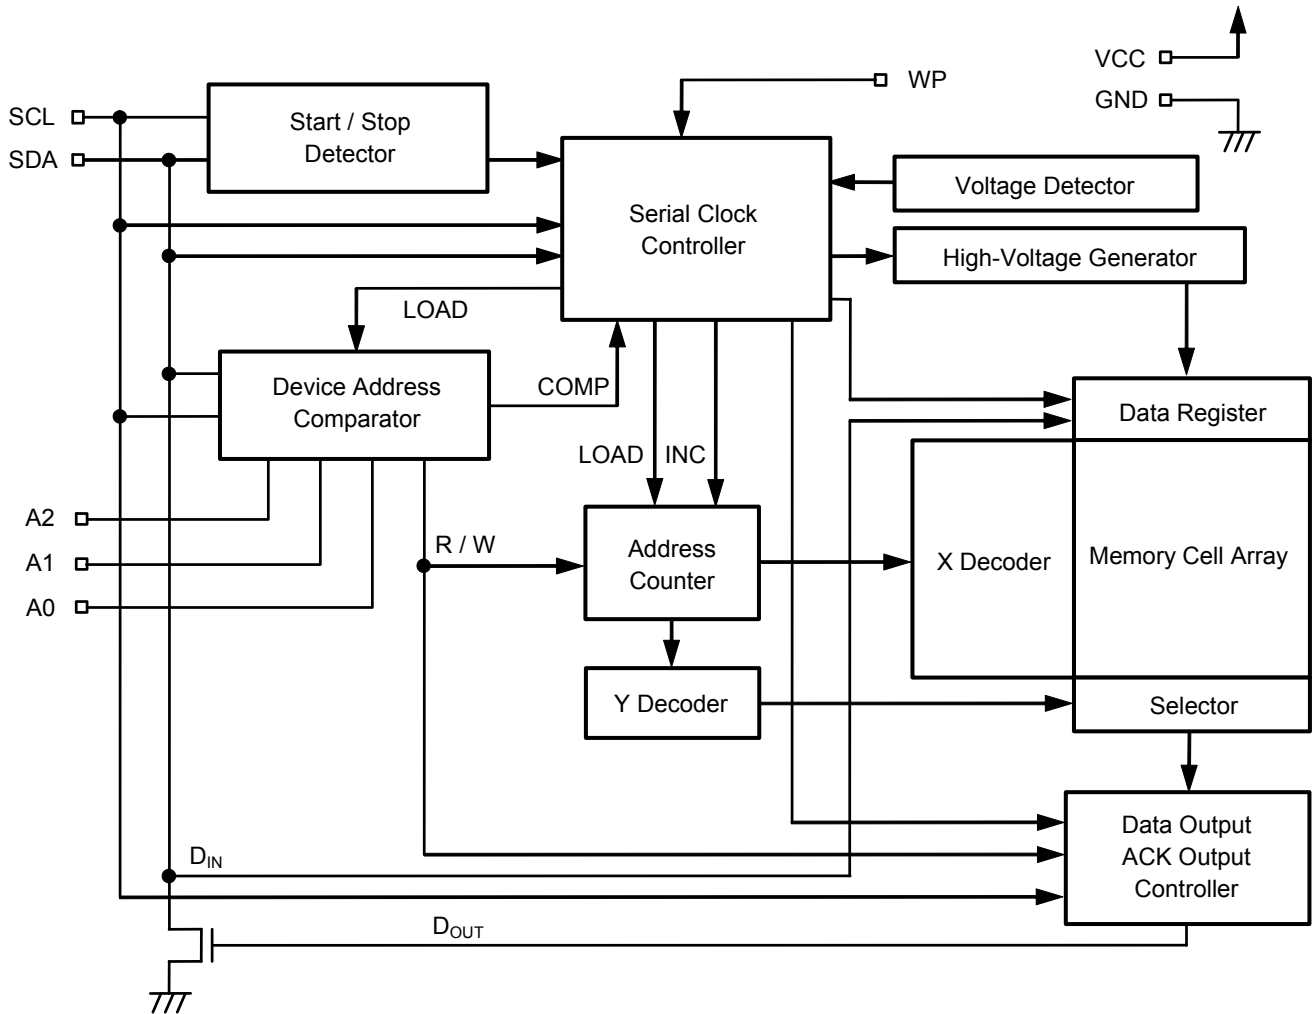 VCC
WP
GND
SCL
Start / Stop
Detector
SDA
Voltage Detector
Serial Clock
Controller
High-Voltage Generator
LOAD
Device Address
Comparator
COMP
Data Register
LOAD
INC
A2
R / W
Address
Counter
X Decoder
Memory Cell Array
A1
A0
Y Decoder
Selector
Data Output
ACK Output
Controller
DIN
DOUT